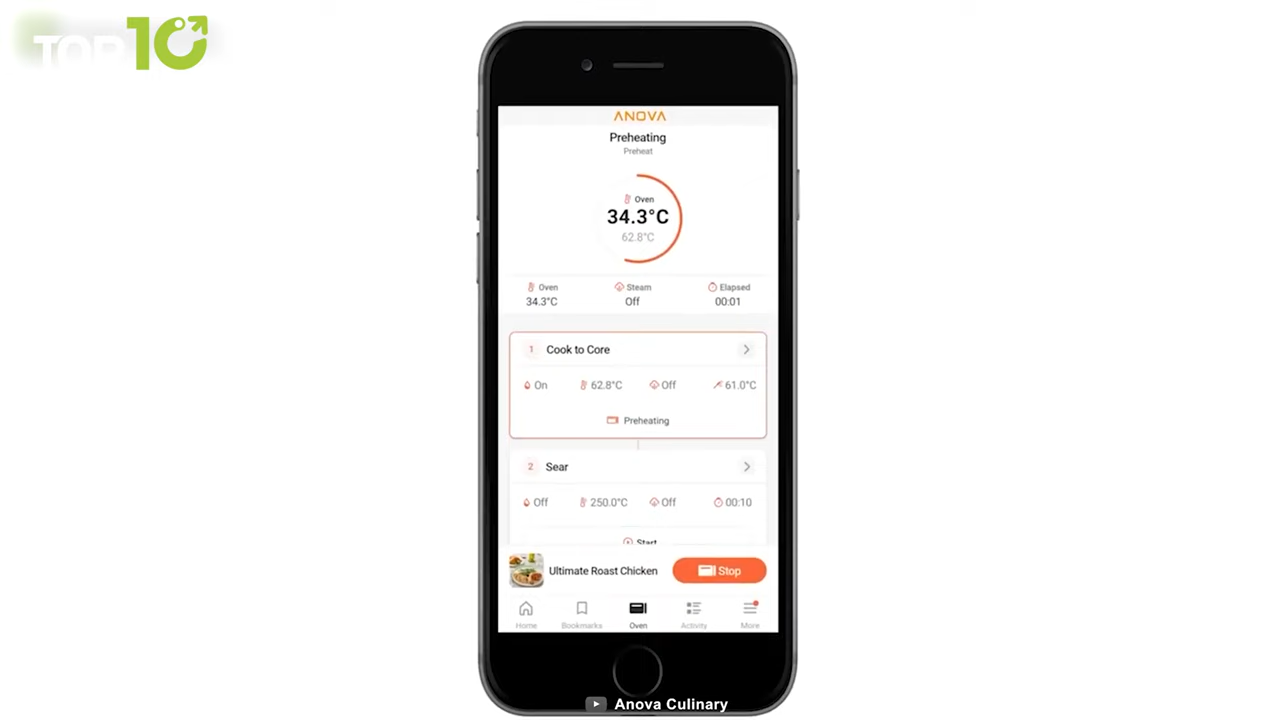 TOP10
ANOVA
Preheating
Preheat
Oven
34.3°C
62.8°C
Oven Steam Elapsed
34.3°C Off 00:01
1 Cook to Core
On 62.8°C Off 61.0°C
Preheating
2 Sear
Off 250.0°C Off 00:10
Start
Ultimate Roast Chicken Stop
Home Bookmarks Oven Activity More
Anova Culinary